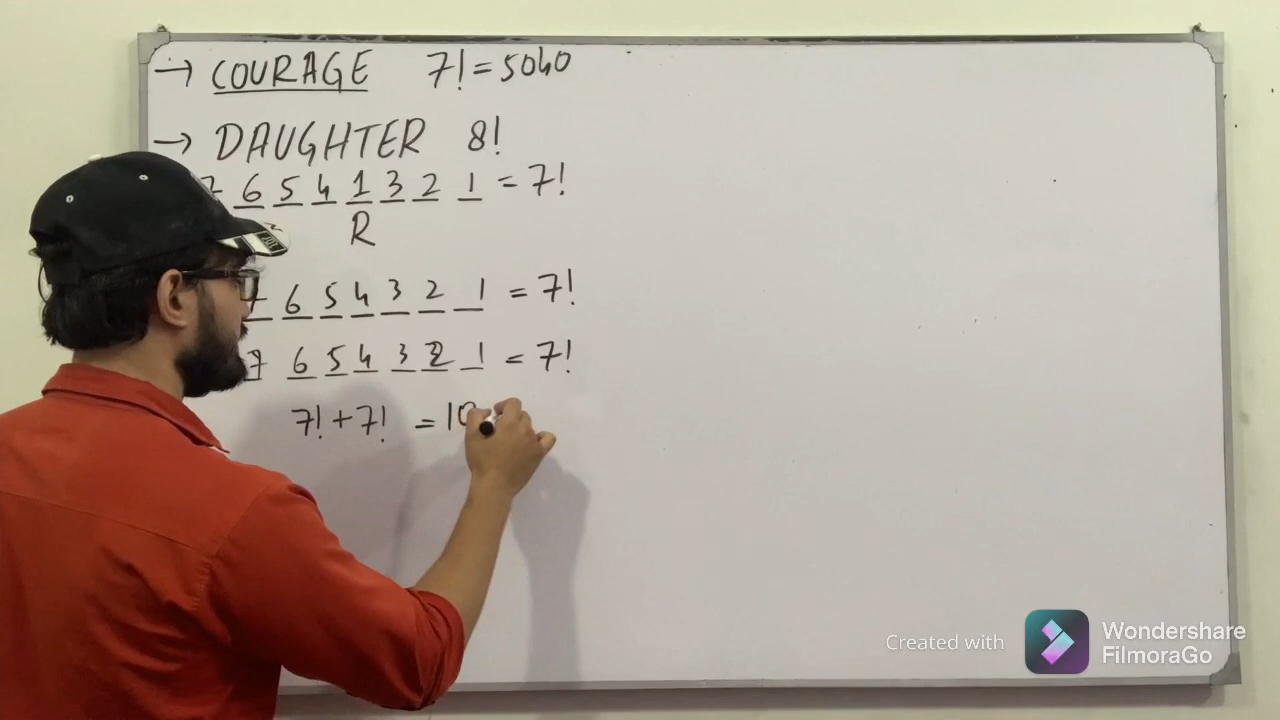 → COURAGE 7! = 5040
→ DAUGHTER 8!
7 6 5 4 1 3 2 1 = 7!
R
7 6 5 4 3 2 1 = 7!
7 6 5 4 3 2 1 = 7!
7! + 7! = 10
Created with Wondershare FilmoraGo